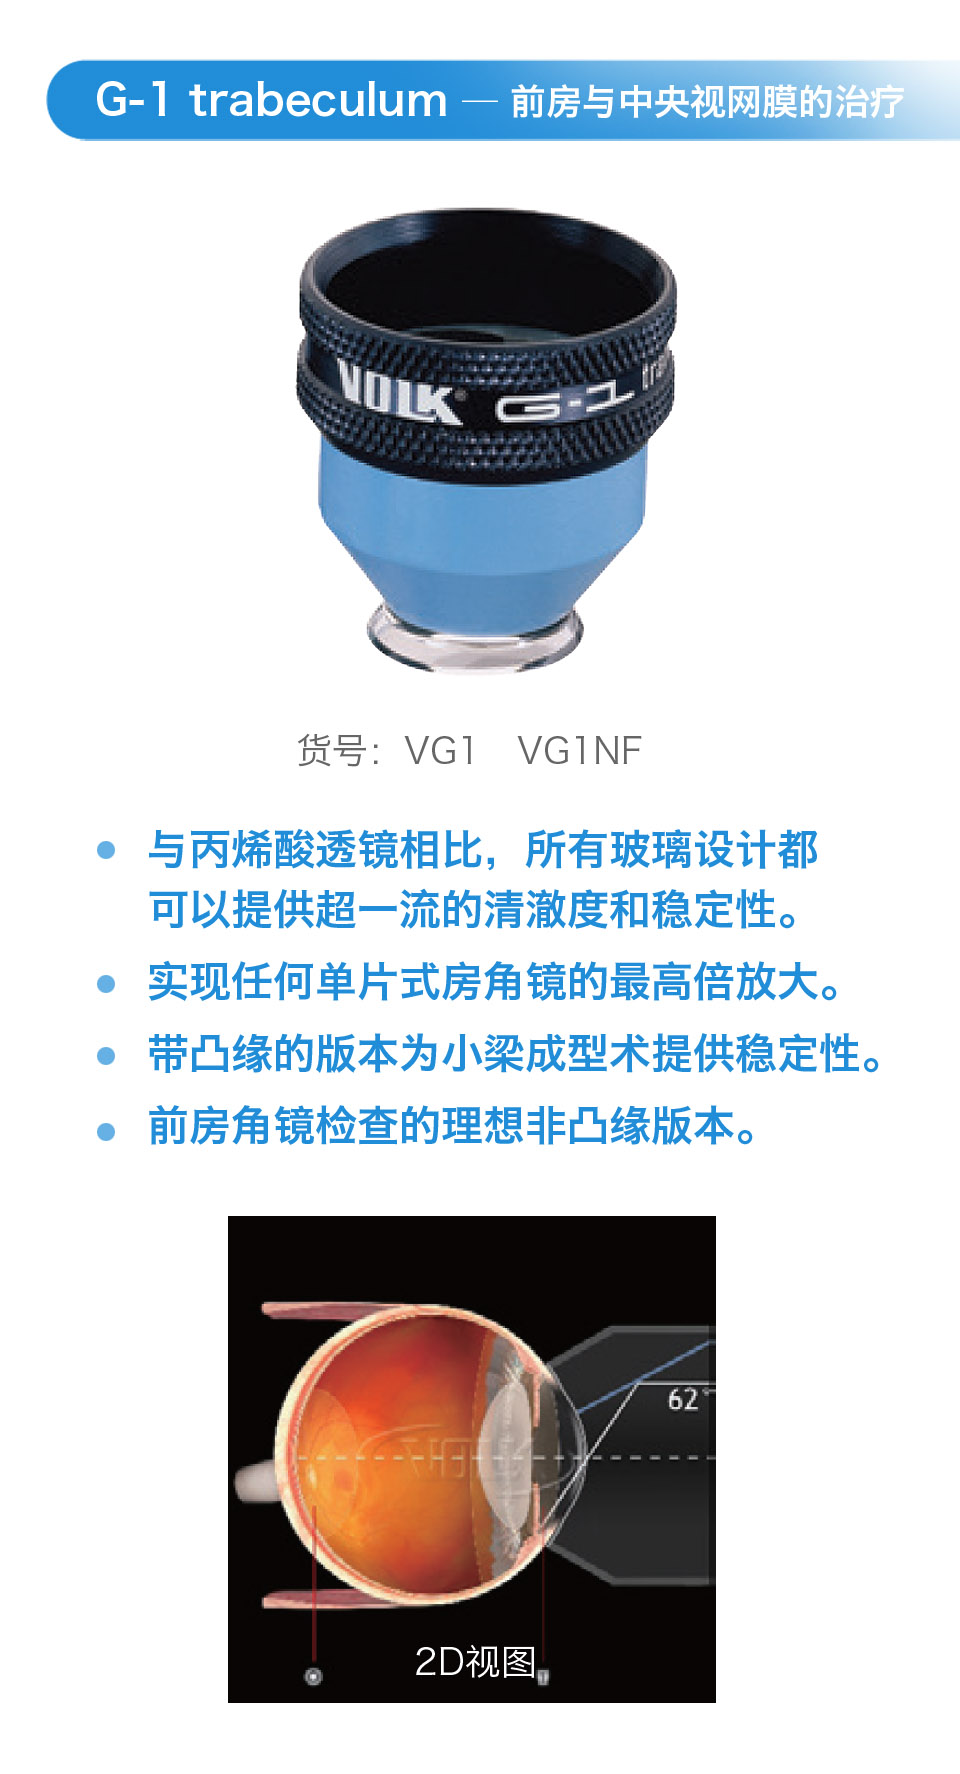 G-1 trabeculum — 前房与中央视网膜的治疗
VOLK® G-1 tra
货号：VG1 VG1NF
与丙烯酸透镜相比，所有玻璃设计都
可以提供超一流的清澈度和稳定性。
实现任何单片式房角镜的最高倍放大。
带凸缘的版本为小梁成型术提供稳定性。
前房角镜检查的理想非凸缘版本。
62°
VOLK
2D视图